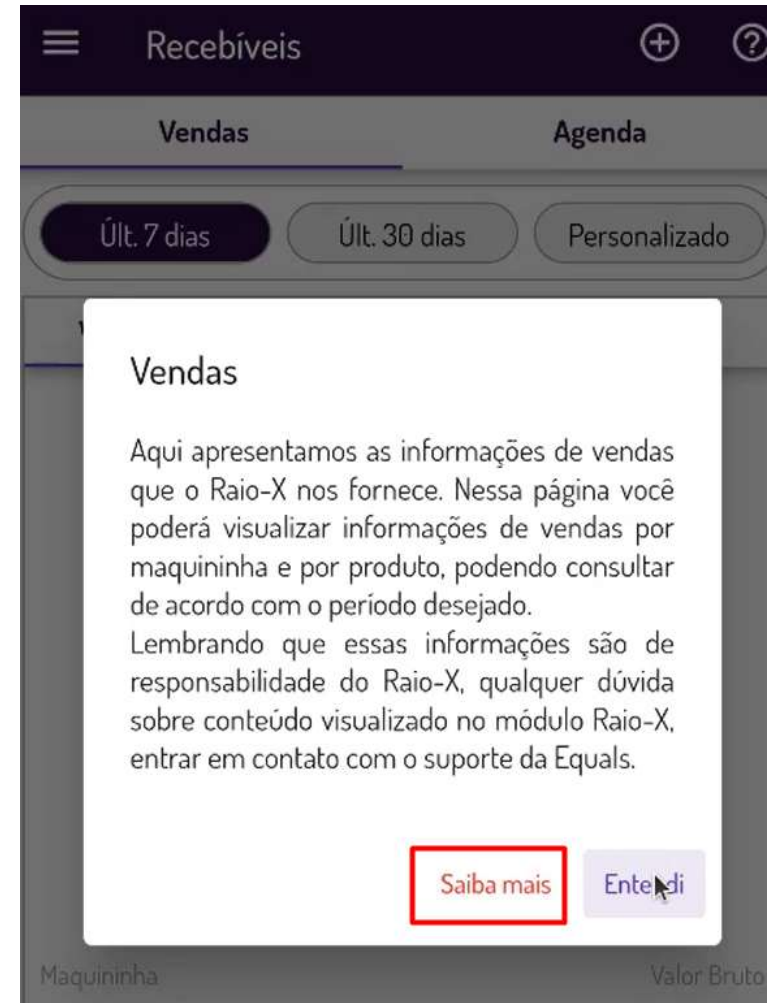 Recebíveis
Vendas Agenda
Últ. 7 dias Últ. 30 dias Personalizado
Vendas
Aqui apresentamos as informações de vendas
que o Raio-X nos fornece. Nessa página você
poderá visualizar informações de vendas por
maquininha e por produto, podendo consultar
de acordo com o período desejado.
Lembrando que essas informações são de
responsabilidade do Raio-X, qualquer dúvida
sobre conteúdo visualizado no módulo Raio-X,
entrar em contato com o suporte da Equals.
Saiba mais Entendi
Maquininha Valor Bruto